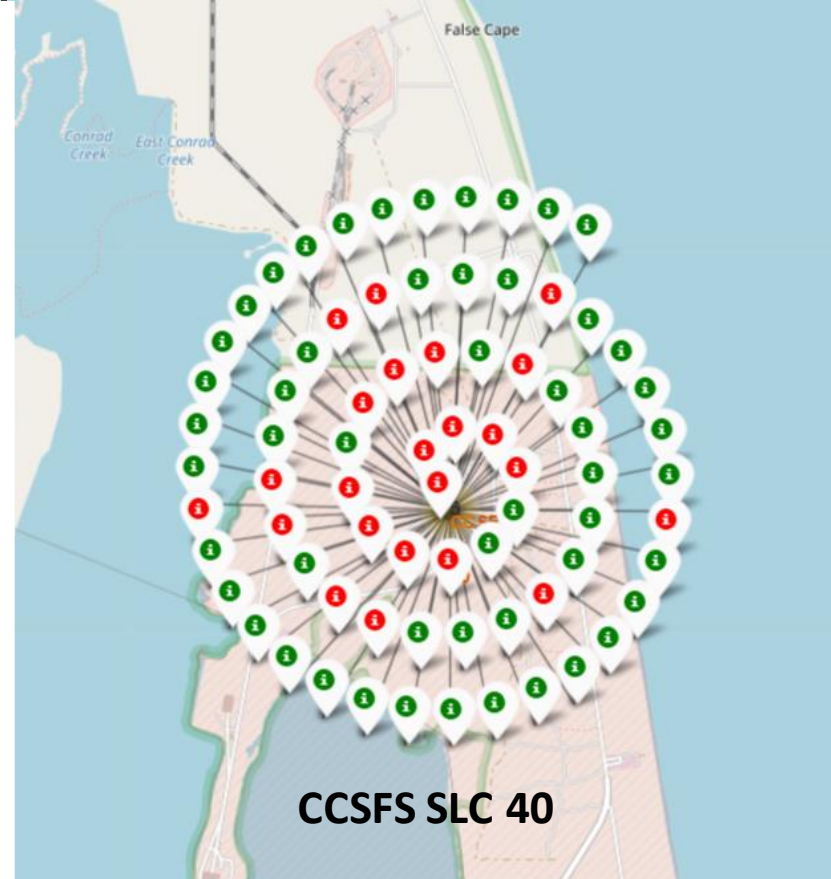 False Cape
Conrad
Creek
East Conrad
Creek
CCSFS SLC 40